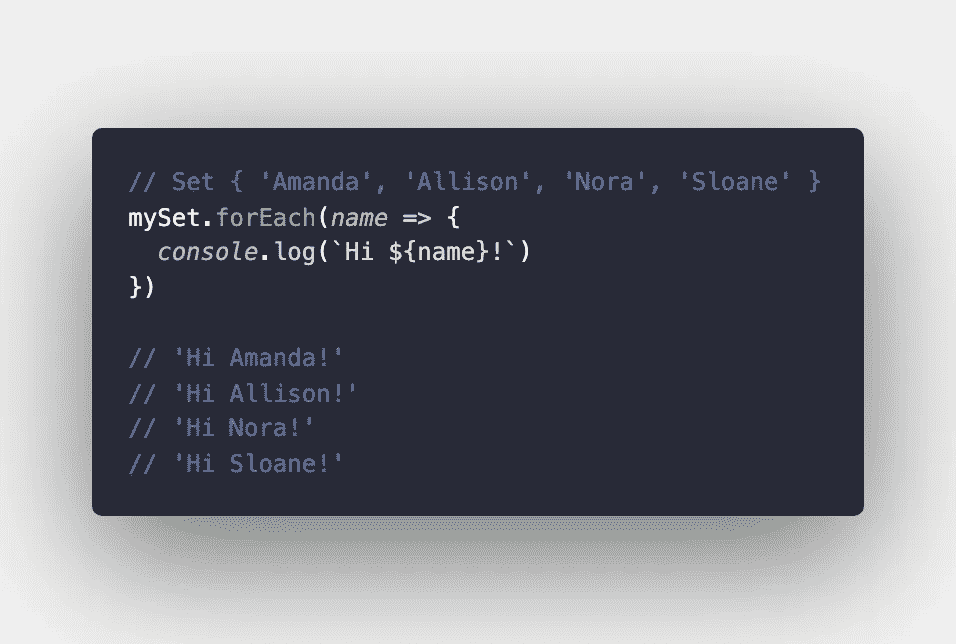 // Set { 'Amanda', 'Allison', 'Nora', 'Sloane' }
mySet.forEach(name => {
  console.log(`Hi ${name}!`)
})

// 'Hi Amanda!'
// 'Hi Allison!'
// 'Hi Nora!'
// 'Hi Sloane!'